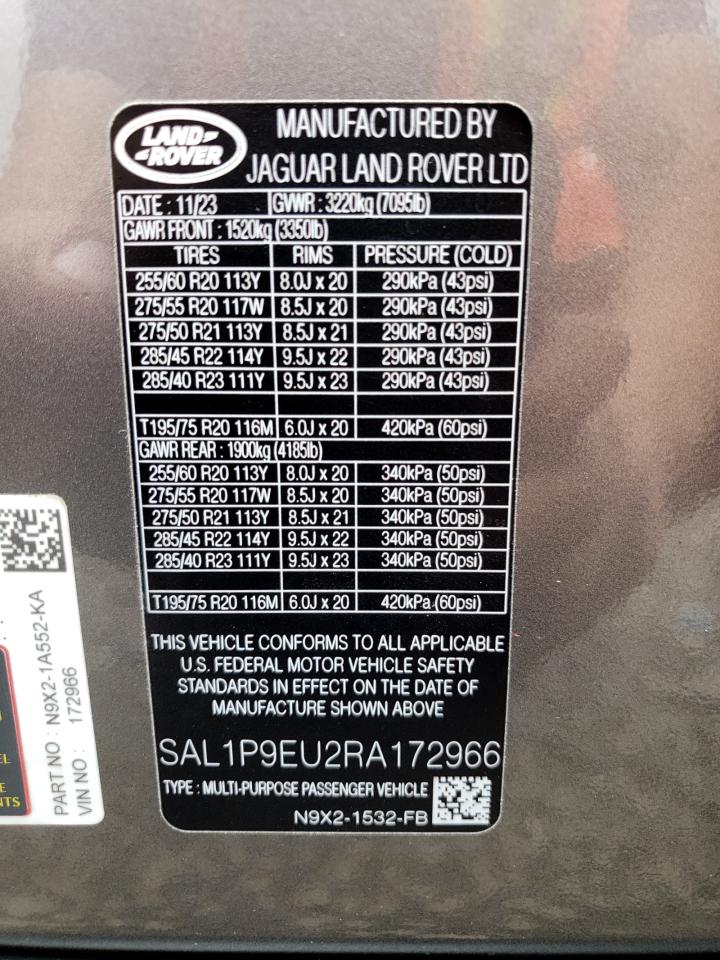 LAND
ROVER
MANUFACTURED BY
JAGUAR LAND ROVER LTD
DATE : 11/23 GVWR : 3220kg (7095lb)
GAWR FRONT : 1520kg (3350lb)
TIRES RIMS PRESSURE (COLD)
255/60 R20 113Y 8.0J x 20 290kPa (43psi)
275/55 R20 117W 8.5J x 20 290kPa (43psi)
275/50 R21 113Y 8.5J x 21 290kPa (43psi)
285/45 R22 114Y 9.5J x 22 290kPa (43psi)
285/40 R23 111Y 9.5J x 23 290kPa (43psi)
T195/75 R20 116M 6.0J x 20 420kPa (60psi)
GAWR REAR : 1900kg (4185lb)
255/60 R20 113Y 8.0J x 20 340kPa (50psi)
275/55 R20 117W 8.5J x 20 340kPa (50psi)
275/50 R21 113Y 8.5J x 21 340kPa (50psi)
285/45 R22 114Y 9.5J x 22 340kPa (50psi)
285/40 R23 111Y 9.5J x 23 340kPa (50psi)
T195/75 R20 116M 6.0J x 20 420kPa (60psi)
THIS VEHICLE CONFORMS TO ALL APPLICABLE
U.S. FEDERAL MOTOR VEHICLE SAFETY
STANDARDS IN EFFECT ON THE DATE OF
MANUFACTURE SHOWN ABOVE
SAL1P9EU2RA172966
TYPE : MULTI-PURPOSE PASSENGER VEHICLE
N9X2-1532-FB
PART NO : N9X2-1A552-KA
VIN NO : 172966